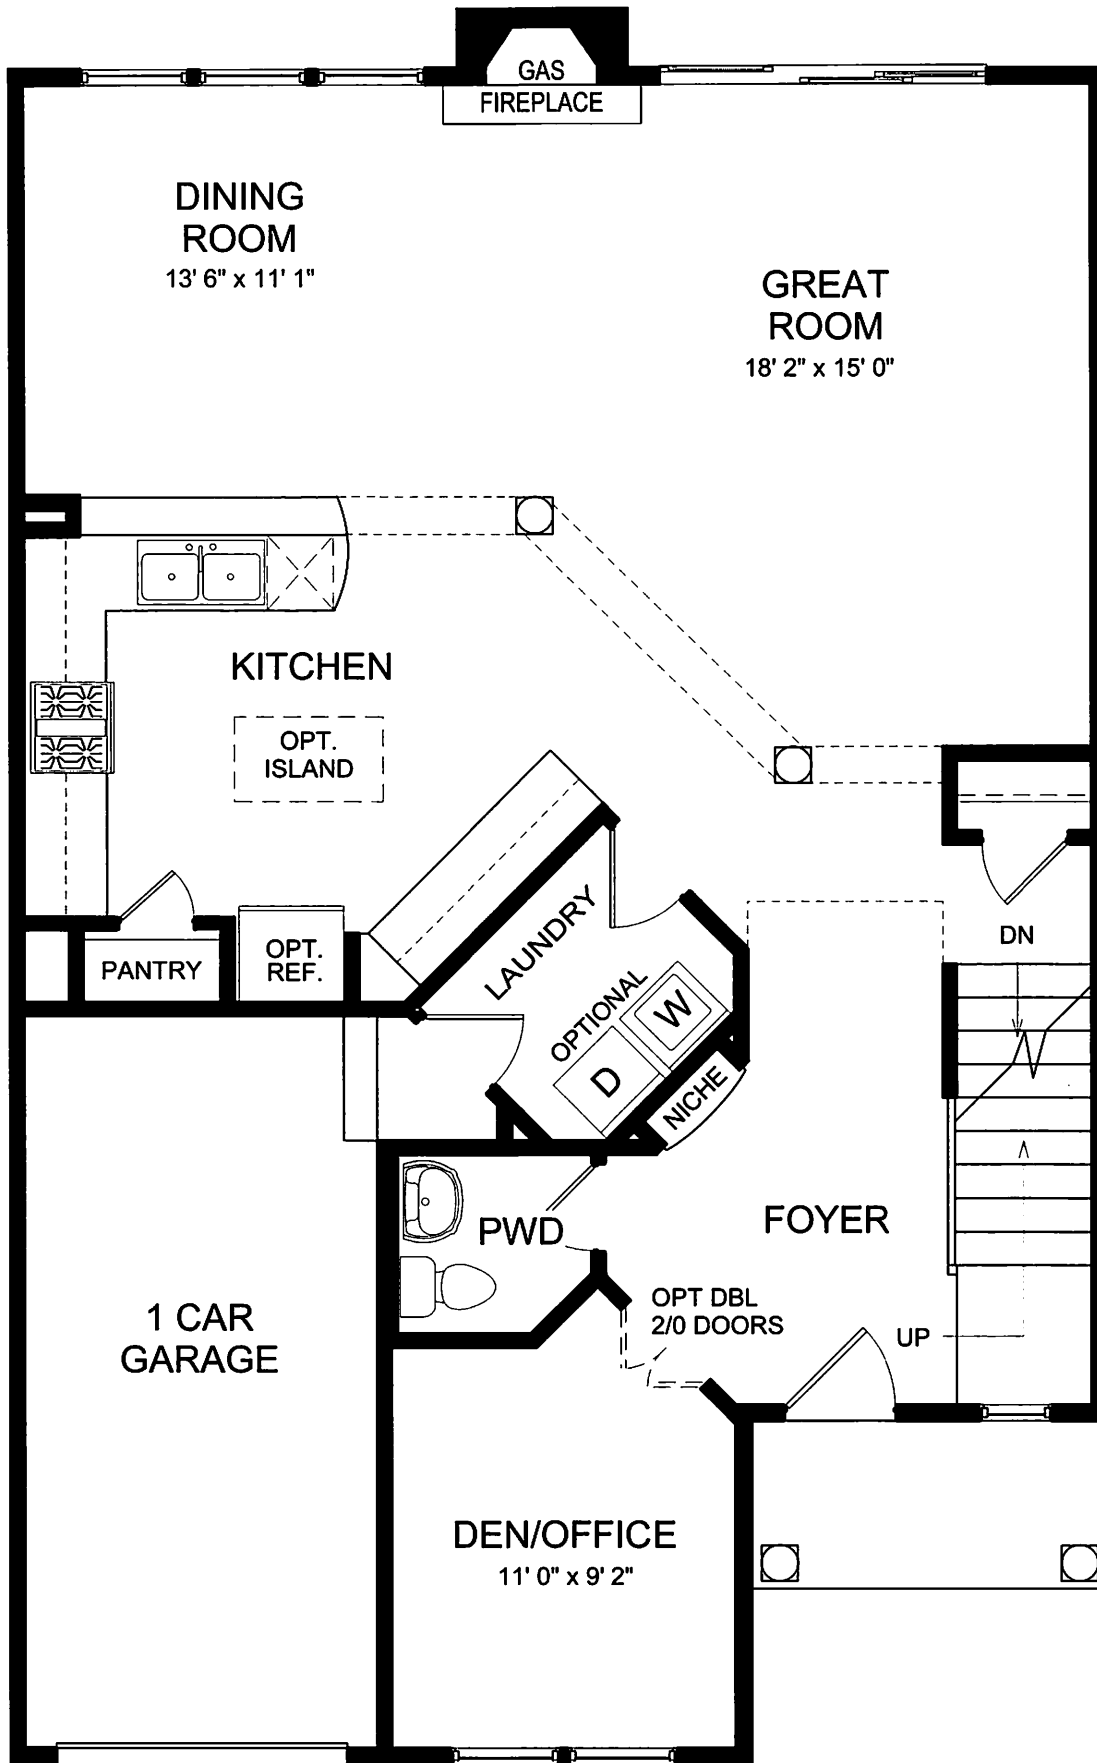 GAS
FIREPLACE
DINING
ROOM
13' 6" x 11' 1"
GREAT
ROOM
18' 2" x 15' 0"
KITCHEN
OPT.
ISLAND
PANTRY
OPT.
REF.
LAUNDRY
OPTIONAL
W
D
NICHE
DN
PWD
FOYER
OPT DBL
2/0 DOORS
UP
1 CAR
GARAGE
DEN/OFFICE
11' 0" x 9' 2"